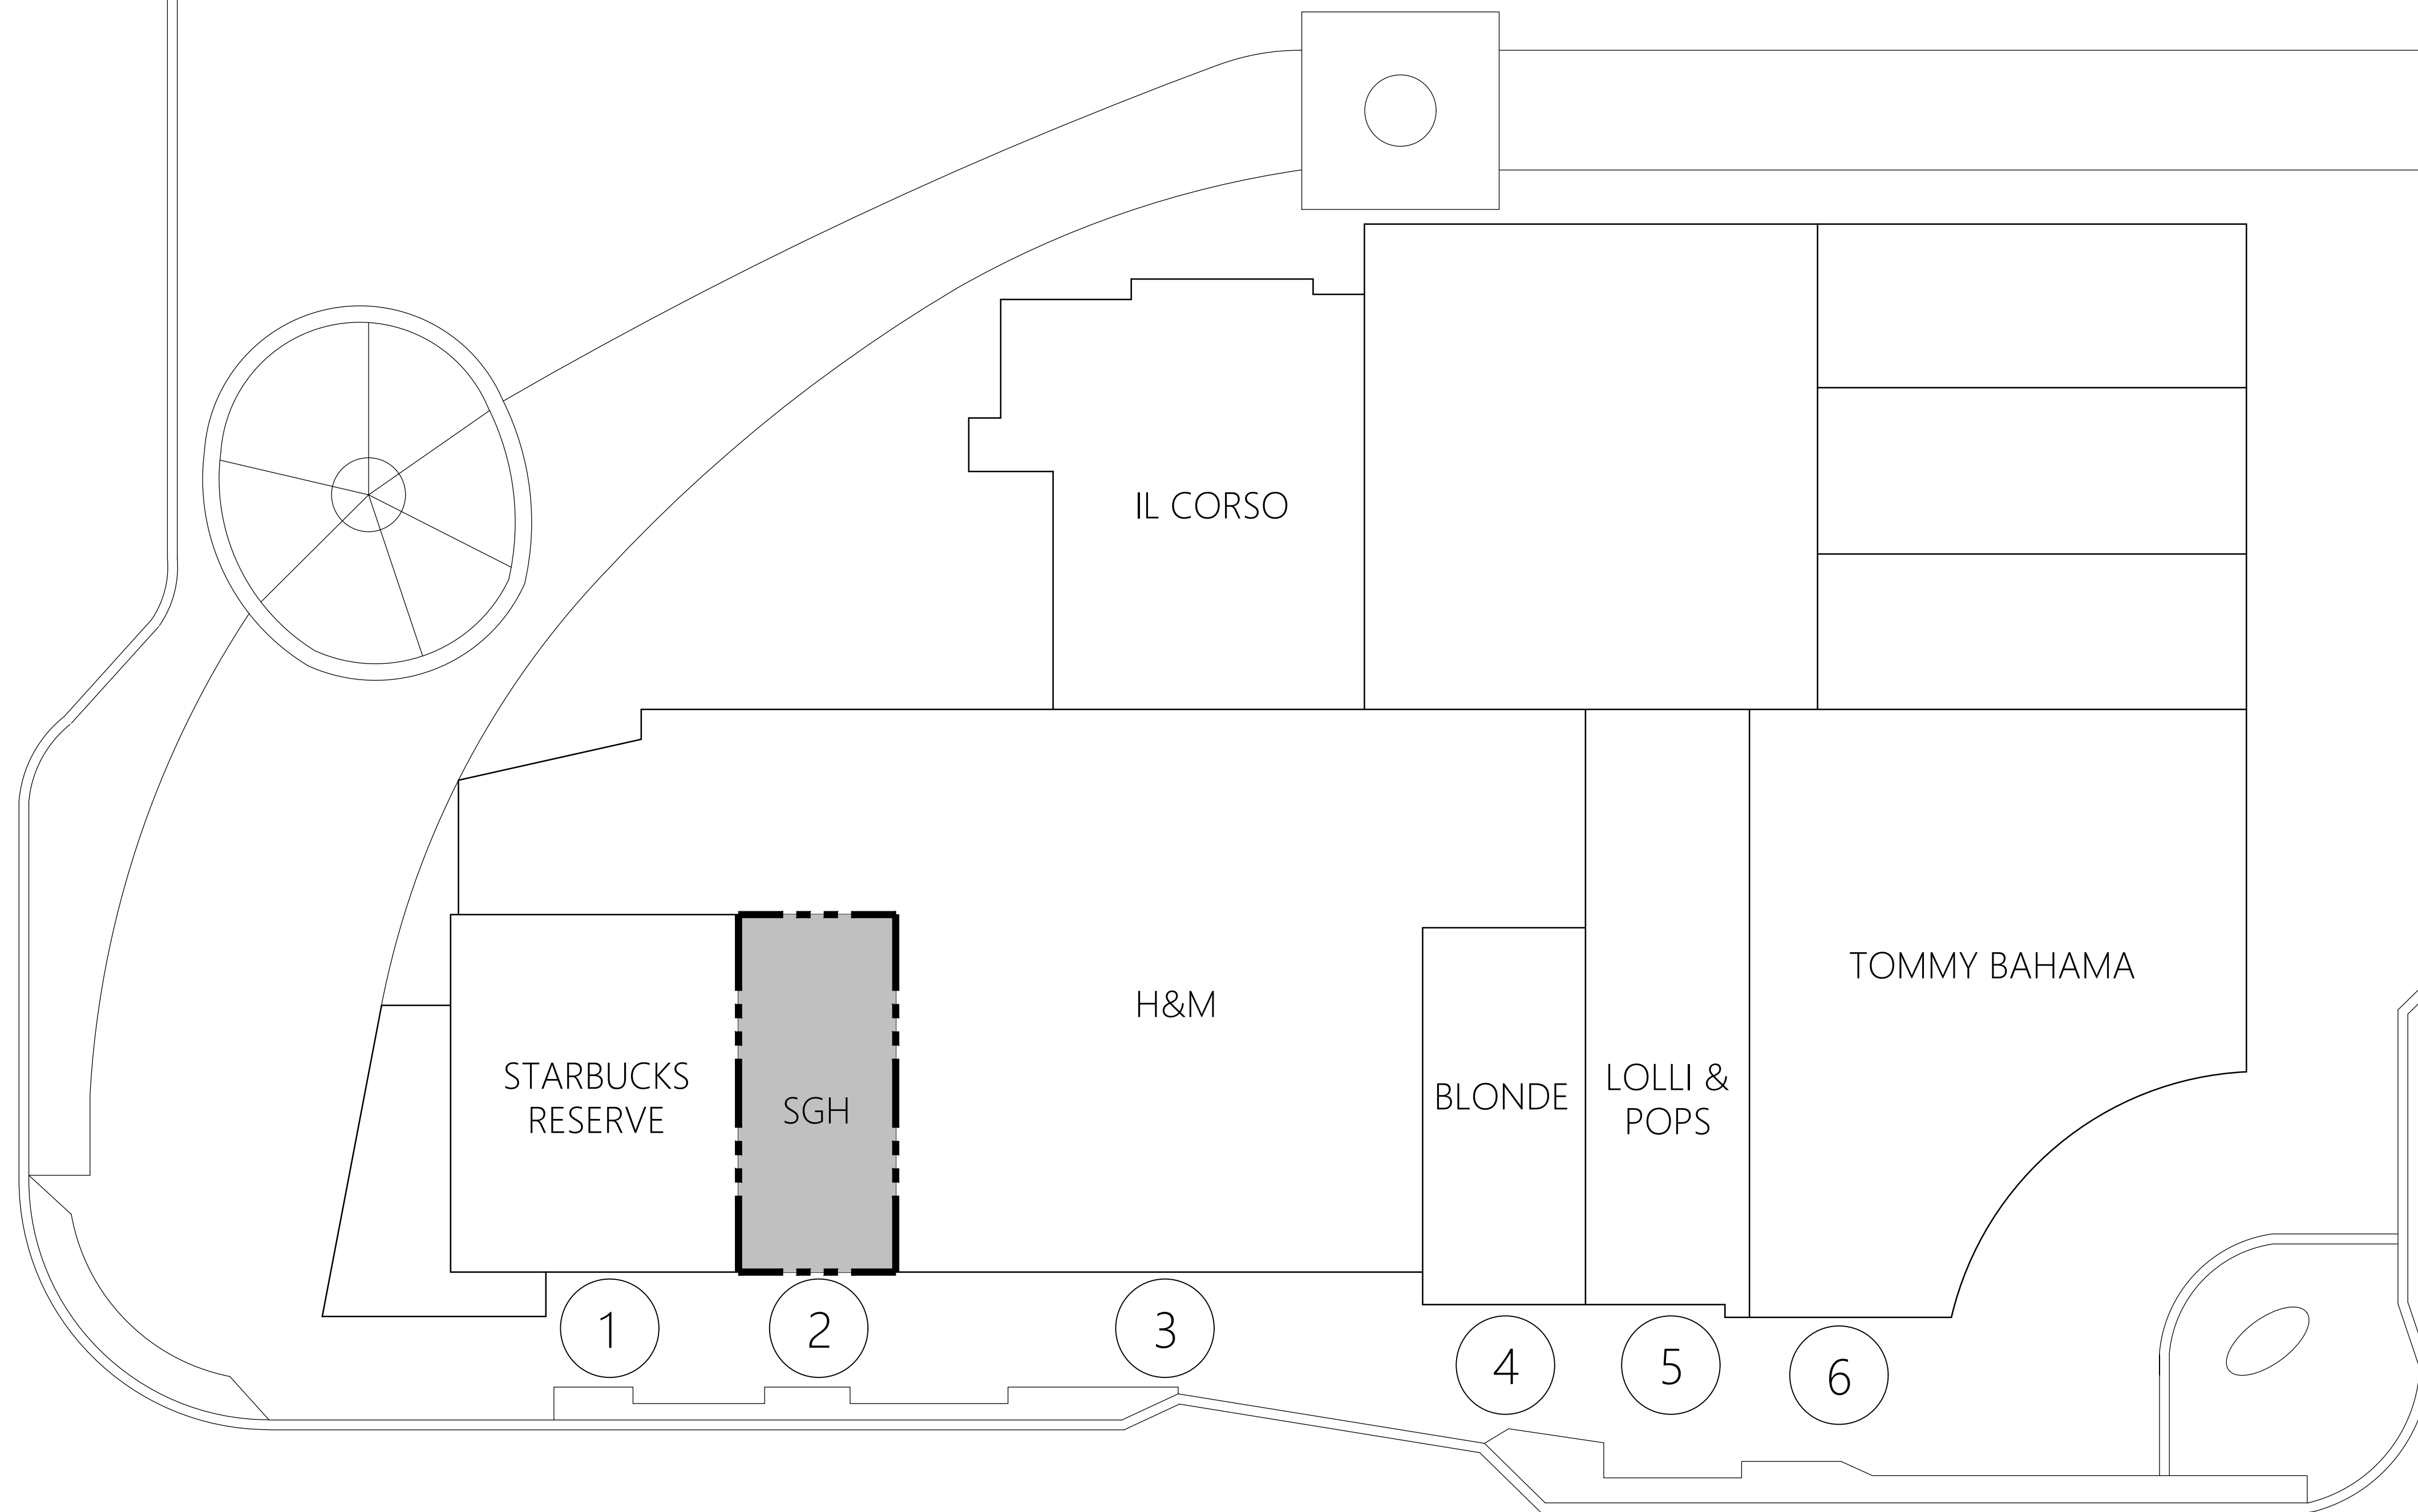 IL CORSO
TOMMY BAHAMA
H&M
STARBUCKS
RESERVE
SGH
BLONDE
LOLLI &
POPS
1
2
3
4
5
6